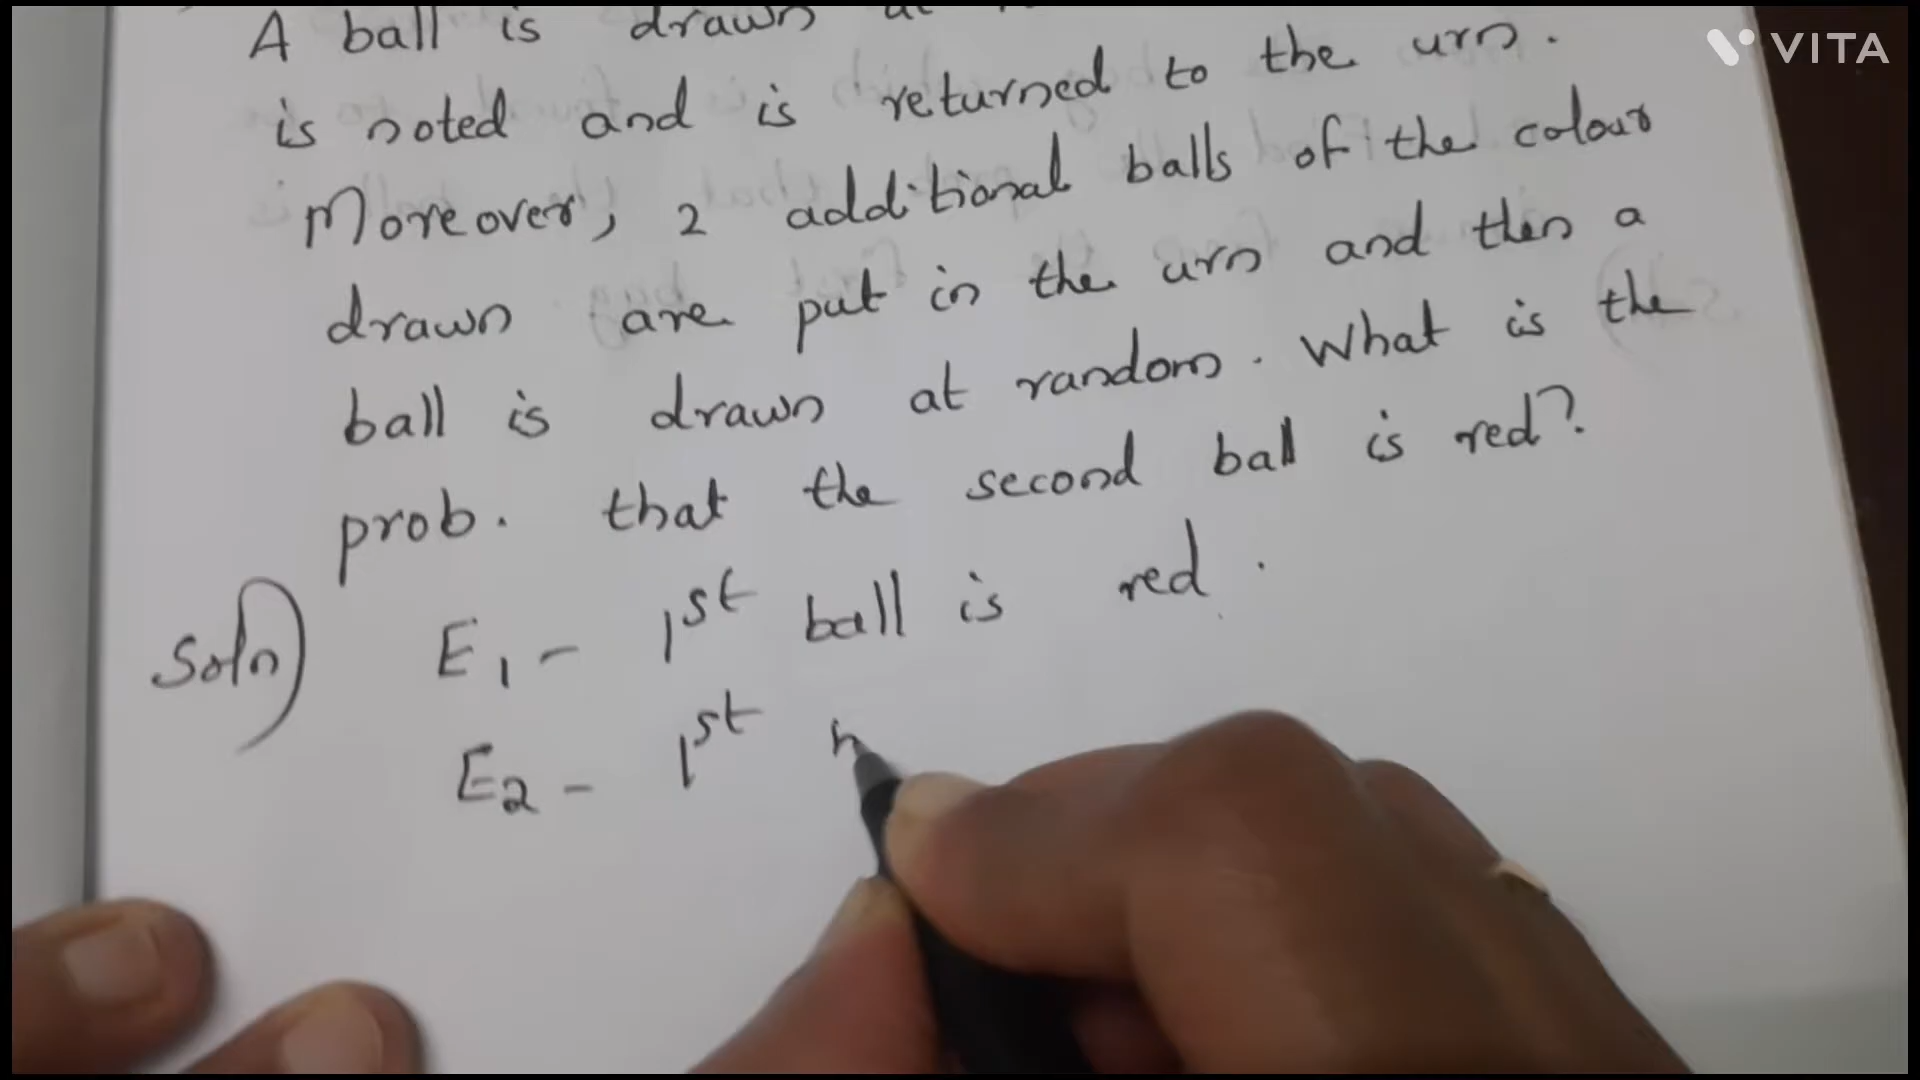 A ball is drawn at
is noted and is returned to the urn.
Moreover, 2 additional balls of the colour
drawn are put in the urn and then a
ball is drawn at random. What is the
prob. that the second ball is red?
Soln) E1 - 1st ball is red.
E2 - 1st
VITA